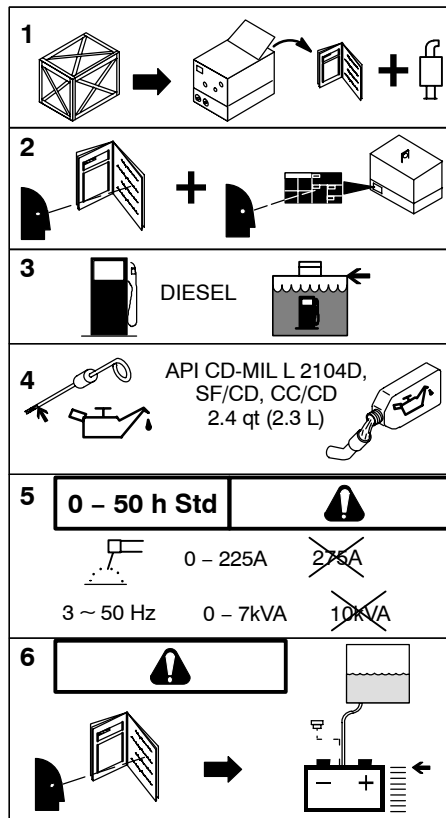 1
2
3
DIESEL
4
API CD-MIL L 2104D,
SF/CD, CC/CD
2.4 qt (2.3 L)
5
0 – 50 h Std
0 – 225A 275A
3 ~ 50 Hz 0 – 7kVA 10kVA
6
– +